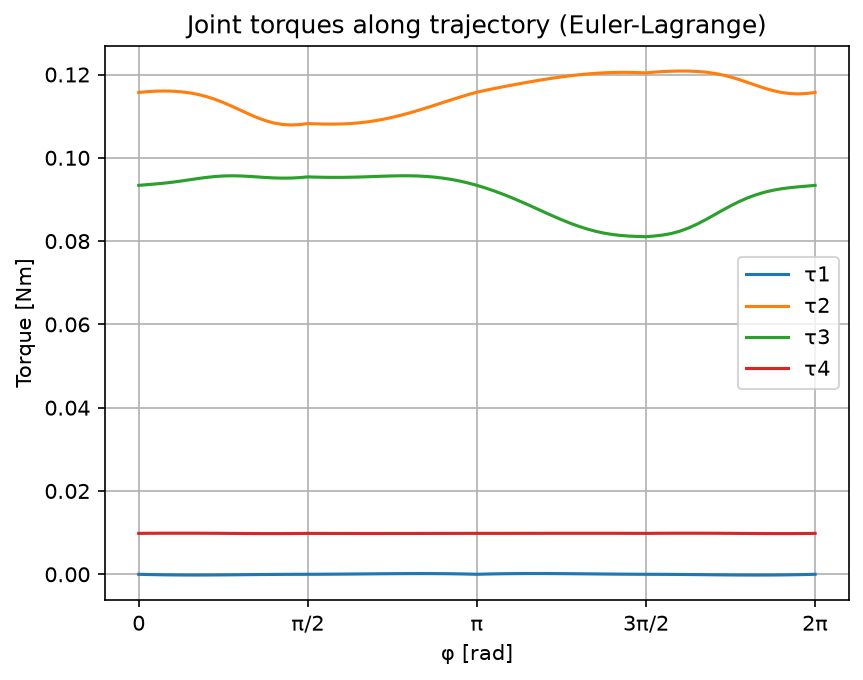 Joint torques along trajectory (Euler-Lagrange)
Torque [Nm]
0.12
0.10
0.08
0.06
0.04
0.02
0.00
τ1
τ2
τ3
τ4
0 π/2 π 3π/2 2π
φ [rad]